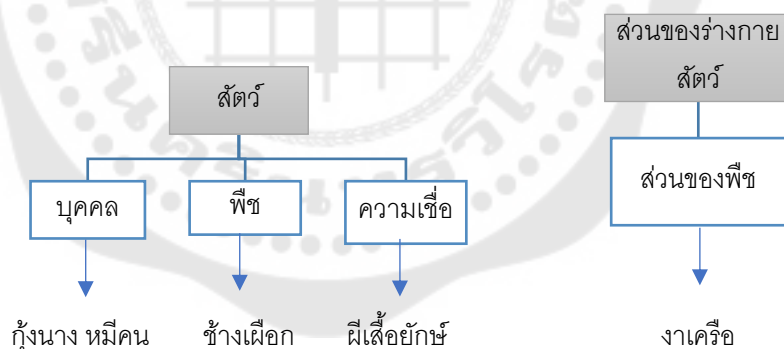 สัตว์
บุคคล
พืช
ความเชื่อ
กุ้งนาง หมีคน
ช้างเผือก
ผีเสื้อยักษ์
ส่วนของร่างกาย
สัตว์
ส่วนของพืช
งาเครือ